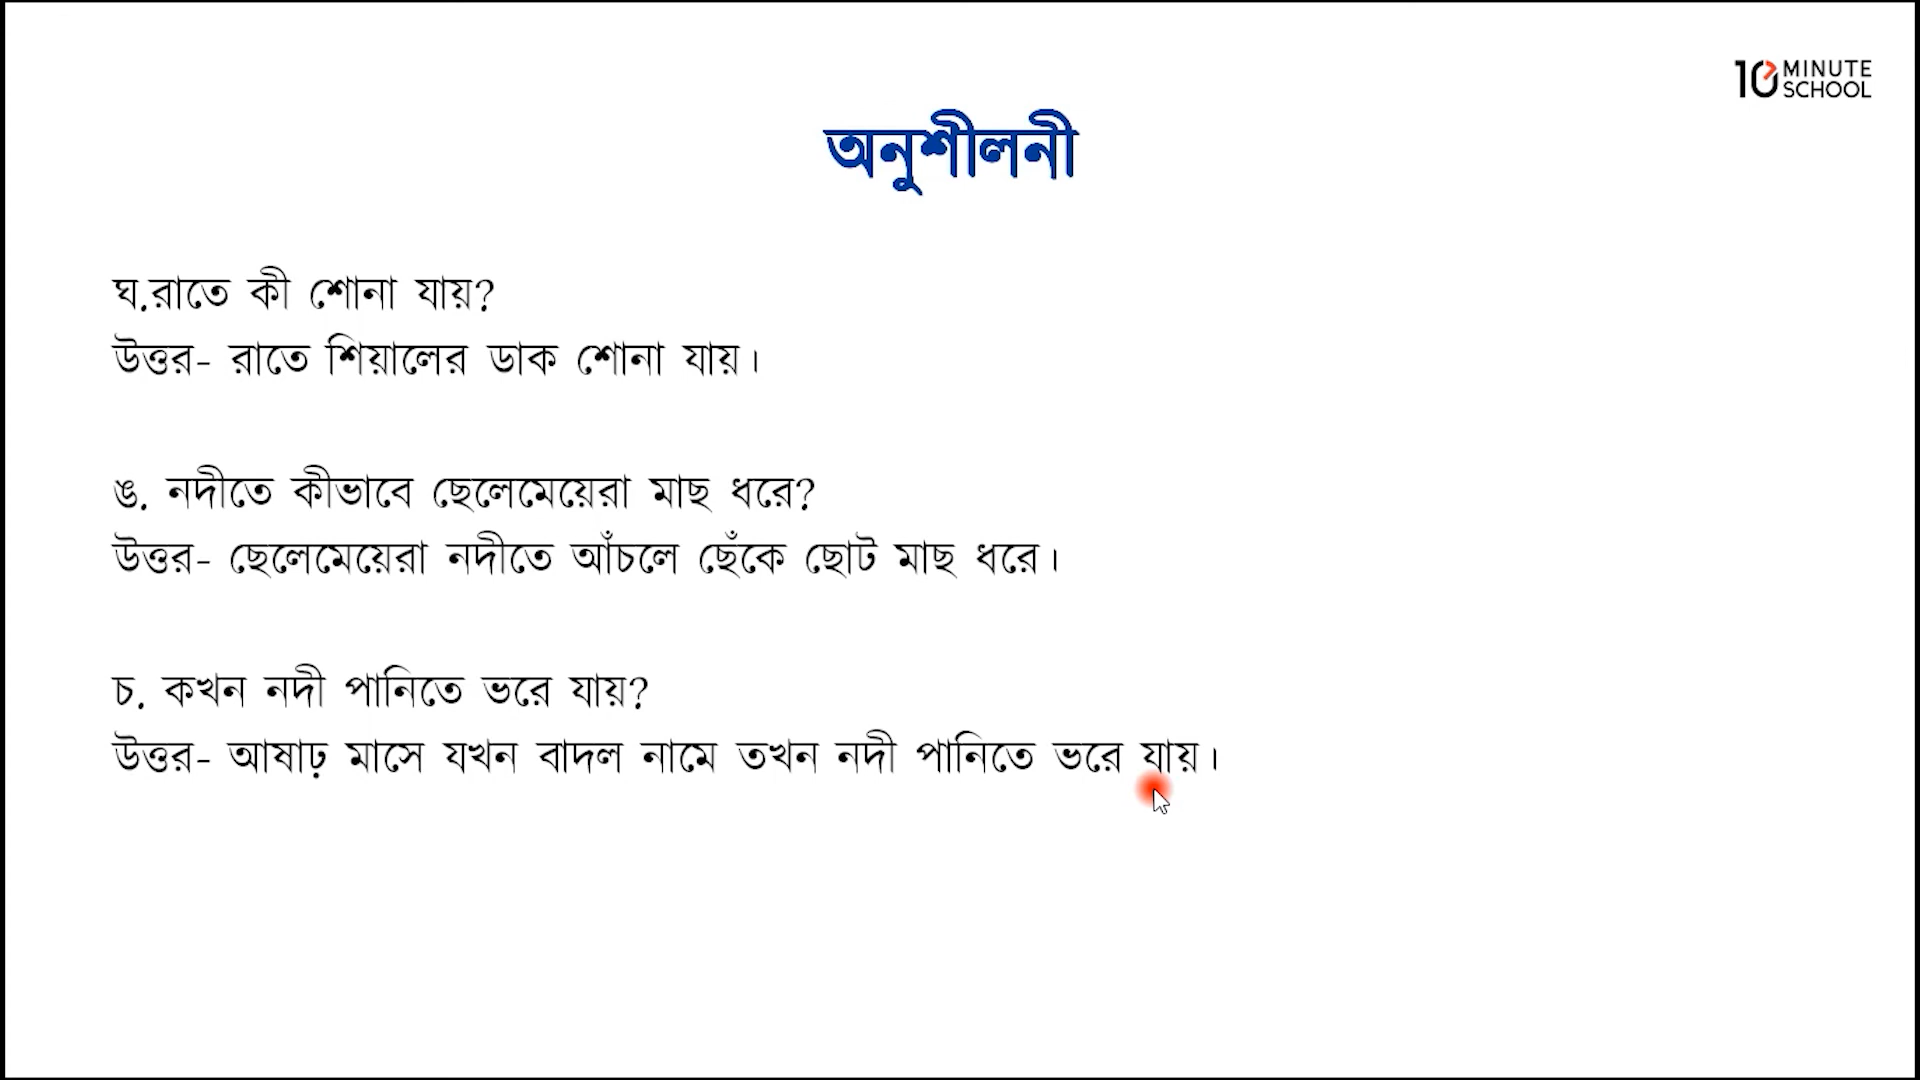 10 MINUTE SCHOOL
অনুশীলনী
ঘ.রাতে কী শোনা যায়?
উত্তর- রাতে শিয়ালের ডাক শোনা যায়।
ঙ. নদীতে কীভাবে ছেলেমেয়েরা মাছ ধরে?
উত্তর- ছেলেমেয়েরা নদীতে আঁচলে ছেঁকে ছোট মাছ ধরে।
চ. কখন নদী পানিতে ভরে যায়?
উত্তর- আষাঢ় মাসে যখন বাদল নামে তখন নদী পানিতে ভরে যায়।